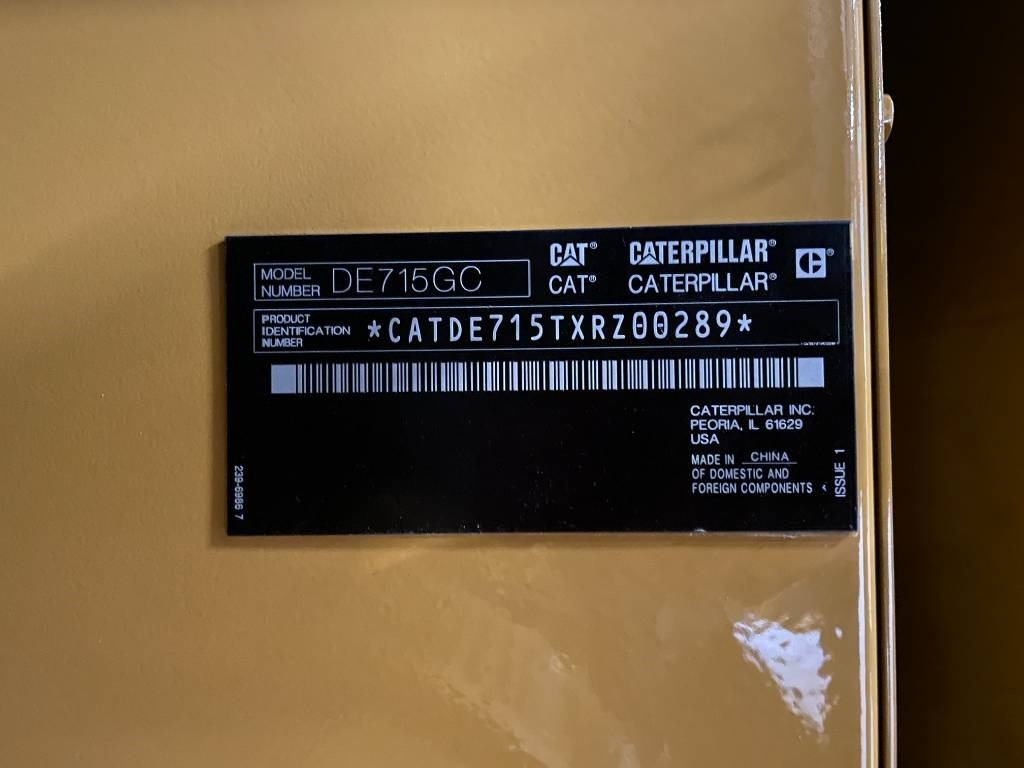 MODEL NUMBER DE715GC
CAT® CATERPILLAR®
CAT® CATERPILLAR®
PRODUCT IDENTIFICATION NUMBER *CATDE715TXRZ00289*
CATERPILLAR INC.
PEORIA, IL 61629
USA
MADE IN CHINA
OF DOMESTIC AND
FOREIGN COMPONENTS
239-6986 7
ISSUE 1